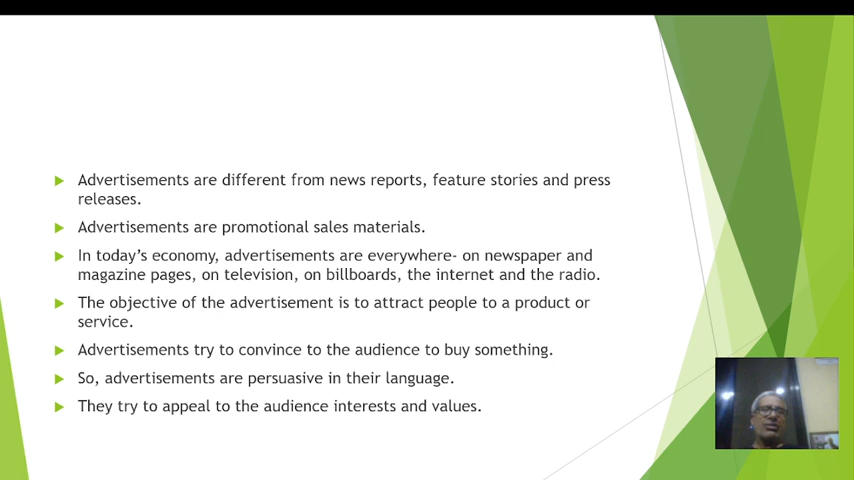 Advertisements are different from news reports, feature stories and press
releases.
Advertisements are promotional sales materials.
In today's economy, advertisements are everywhere- on newspaper and
magazine pages, on television, on billboards, the internet and the radio.
The objective of the advertisement is to attract people to a product or
service.
Advertisements try to convince to the audience to buy something.
So, advertisements are persuasive in their language.
They try to appeal to the audience interests and values.